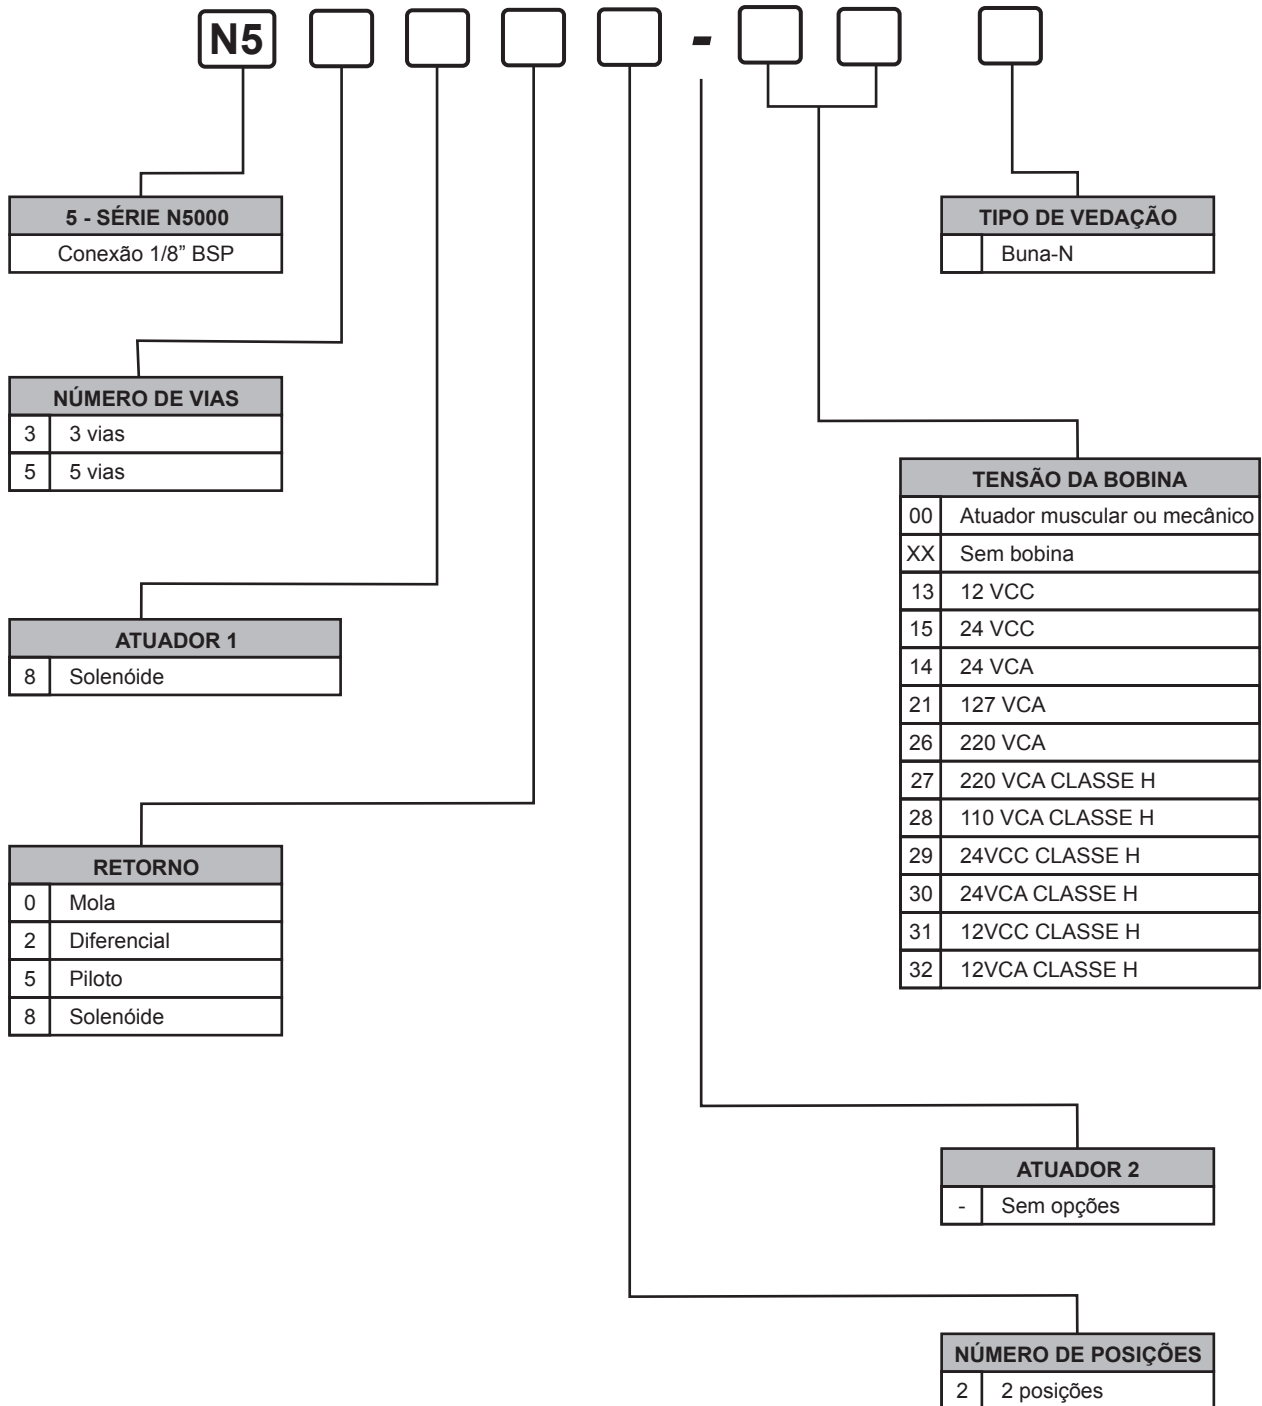 N5 -
5 - SÉRIE N5000
Conexão 1/8” BSP
TIPO DE VEDAÇÃO
Buna-N
NÚMERO DE VIAS
3 3 vias
5 5 vias
TENSÃO DA BOBINA
00 Atuador muscular ou mecânico
XX Sem bobina
13 12 VCC
15 24 VCC
14 24 VCA
21 127 VCA
26 220 VCA
27 220 VCA CLASSE H
28 110 VCA CLASSE H
29 24VCC CLASSE H
30 24VCA CLASSE H
31 12VCC CLASSE H
32 12VCA CLASSE H
ATUADOR 1
8 Solenóide
RETORNO
0 Mola
2 Diferencial
5 Piloto
8 Solenóide
ATUADOR 2
- Sem opções
NÚMERO DE POSIÇÕES
2 2 posições